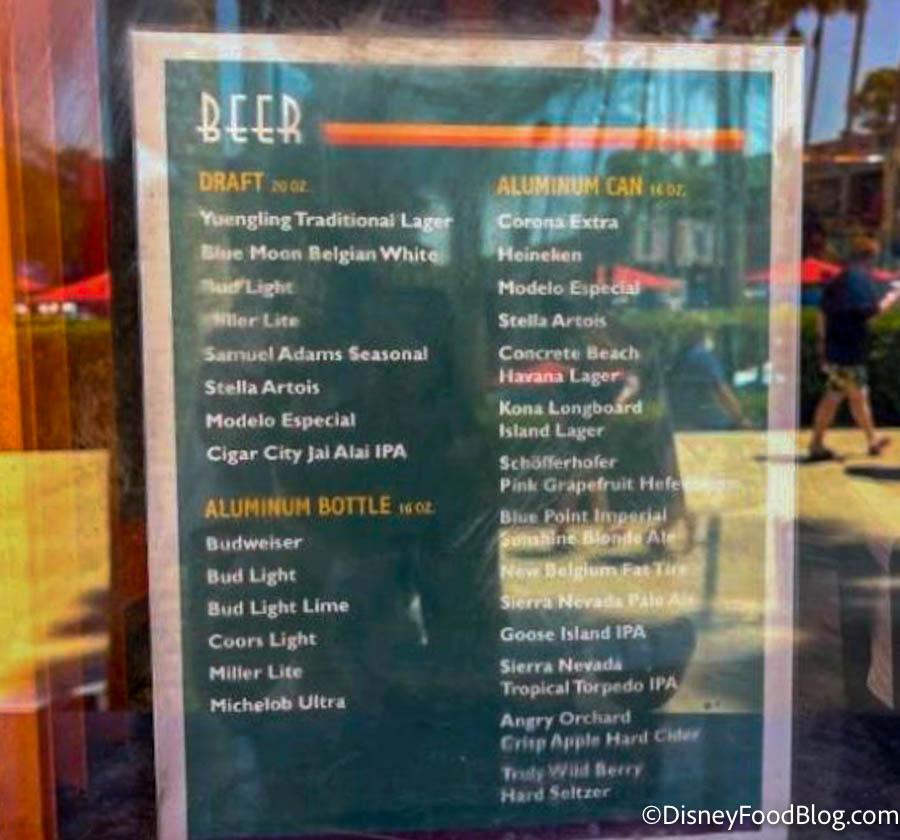 BEER
DRAFT 20 OZ.
Yuengling Traditional Lager
Blue Moon Belgian White
Bud Light
Miller Lite
Samuel Adams Seasonal
Stella Artois
Modelo Especial
Cigar City Jai Alai IPA
ALUMINUM BOTTLE 16 OZ.
Budweiser
Bud Light
Bud Light Lime
Coors Light
Miller Lite
Michelob Ultra
ALUMINUM CAN 16 OZ.
Corona Extra
Heineken
Modelo Especial
Stella Artois
Concrete Beach
Havana Lager
Kona Longboard
Island Lager
Schöfferhofer
Pink Grapefruit
Blue Point Imperial
Sunshine Blonde Ale
New Belgium Fat Tire
Sierra Nevada Pale Ale
Goose Island IPA
Sierra Nevada
Tropical Torpedo IPA
Angry Orchard
Crisp Apple Hard Cider
Truly Wild Berry
Hard Seltzer
©DisneyFoodBlog.com